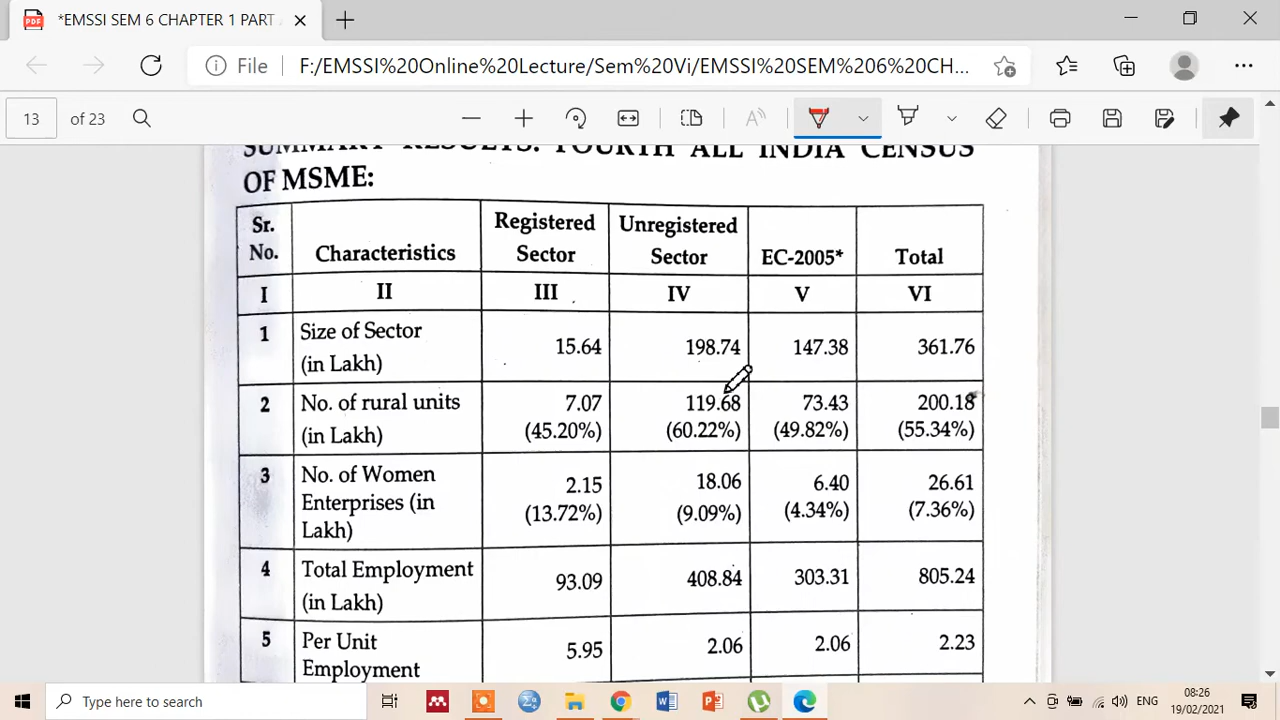 *EMSSI SEM 6 CHAPTER 1 PART
File F:/EMSSI%20Online%20Lecture/Sem%20Vi/EMSSI%20SEM%206%20CH...
13 of 23
SUMMARY RESULTS: FOURTH ALL INDIA CENSUS
OF MSME:
Sr. No. Characteristics Registered Sector Unregistered Sector EC-2005* Total
I II III IV V VI
1 Size of Sector (in Lakh) 15.64 198.74 147.38 361.76
2 No. of rural units (in Lakh) 7.07 (45.20%) 119.68 (60.22%) 73.43 (49.82%) 200.18 (55.34%)
3 No. of Women Enterprises (in Lakh) 2.15 (13.72%) 18.06 (9.09%) 6.40 (4.34%) 26.61 (7.36%)
4 Total Employment (in Lakh) 93.09 408.84 303.31 805.24
5 Per Unit Employment 5.95 2.06 2.06 2.23
Type here to search
ENG 08:26
19/02/2021